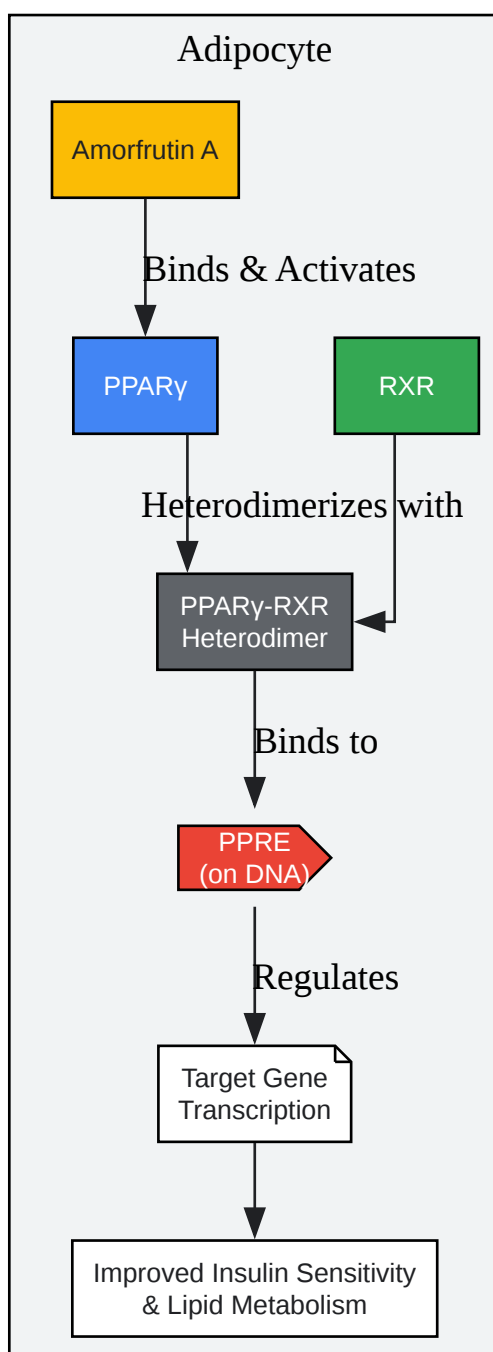 Adipocyte
Amorfrutin A
Binds & Activates
PPARγ
RXR
Heterodimerizes with
PPARγ-RXR
Heterodimer
Binds to
PPRE
(on DNA)
Regulates
Target Gene
Transcription
Improved Insulin Sensitivity
& Lipid Metabolism